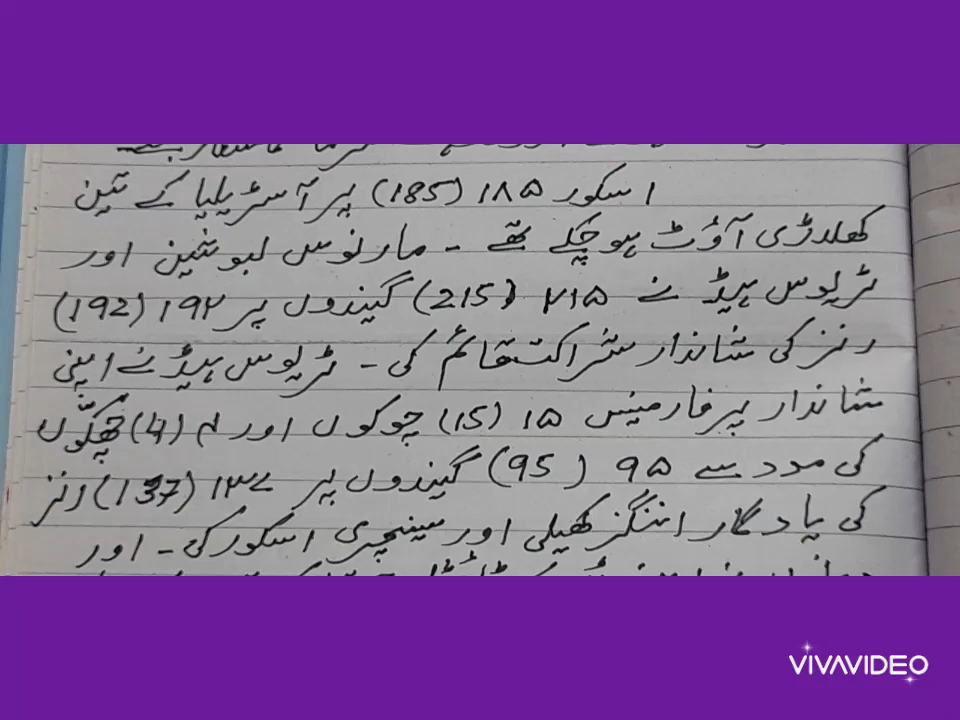 اسکور ۱۸۵ (185) پر آسٹریلیا کے تین
کھلاڑی آؤٹ ہو چکے تھے - مارنوس لبوشین اور
ٹریوس ہیڈ نے ۲۱۵ (215) گیندوں پر ۱۹۲ (192)
رنز کی شاندار شراکت قائم کی - ٹریوس ہیڈ نے اپنی
شاندار پرفارمینس ۱۵ (15) چوکوں اور ۴ (4) چھکّوں
کی مدد سے ۹۵ (95) گیندوں پر ۱۳۷ (137) رنز
کی یادگار اننگز کھیلی اور سینچری اسکور کی - اور
VIVAVIDEO